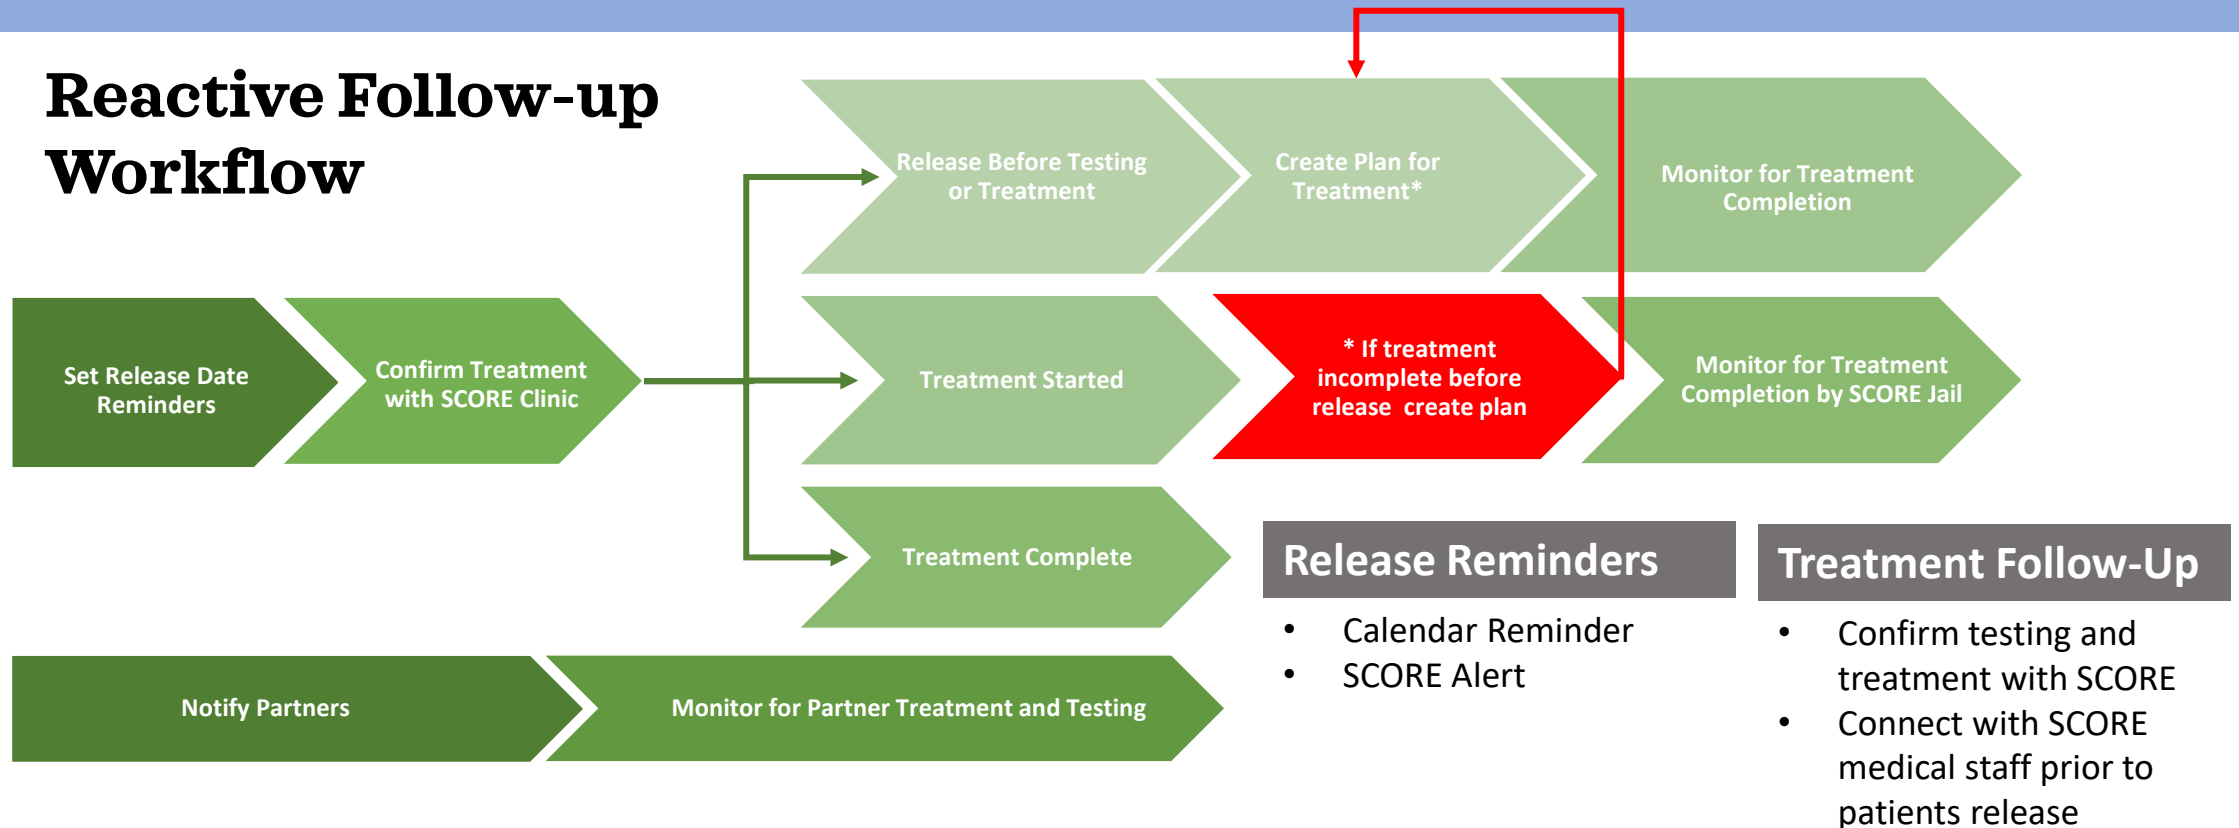 Reactive Follow-up
Workflow
Release Before Testing
or Treatment
Create Plan for
Treatment*
Monitor for Treatment
Completion
Set Release Date
Reminders
Confirm Treatment
with SCORE Clinic
Treatment Started
* If treatment
incomplete before
release create plan
Monitor for Treatment
Completion by SCORE Jail
Treatment Complete
Notify Partners
Monitor for Partner Treatment and Testing
Release Reminders
• Calendar Reminder
• SCORE Alert
Treatment Follow-Up
• Confirm testing and
treatment with SCORE
• Connect with SCORE
medical staff prior to
patients release